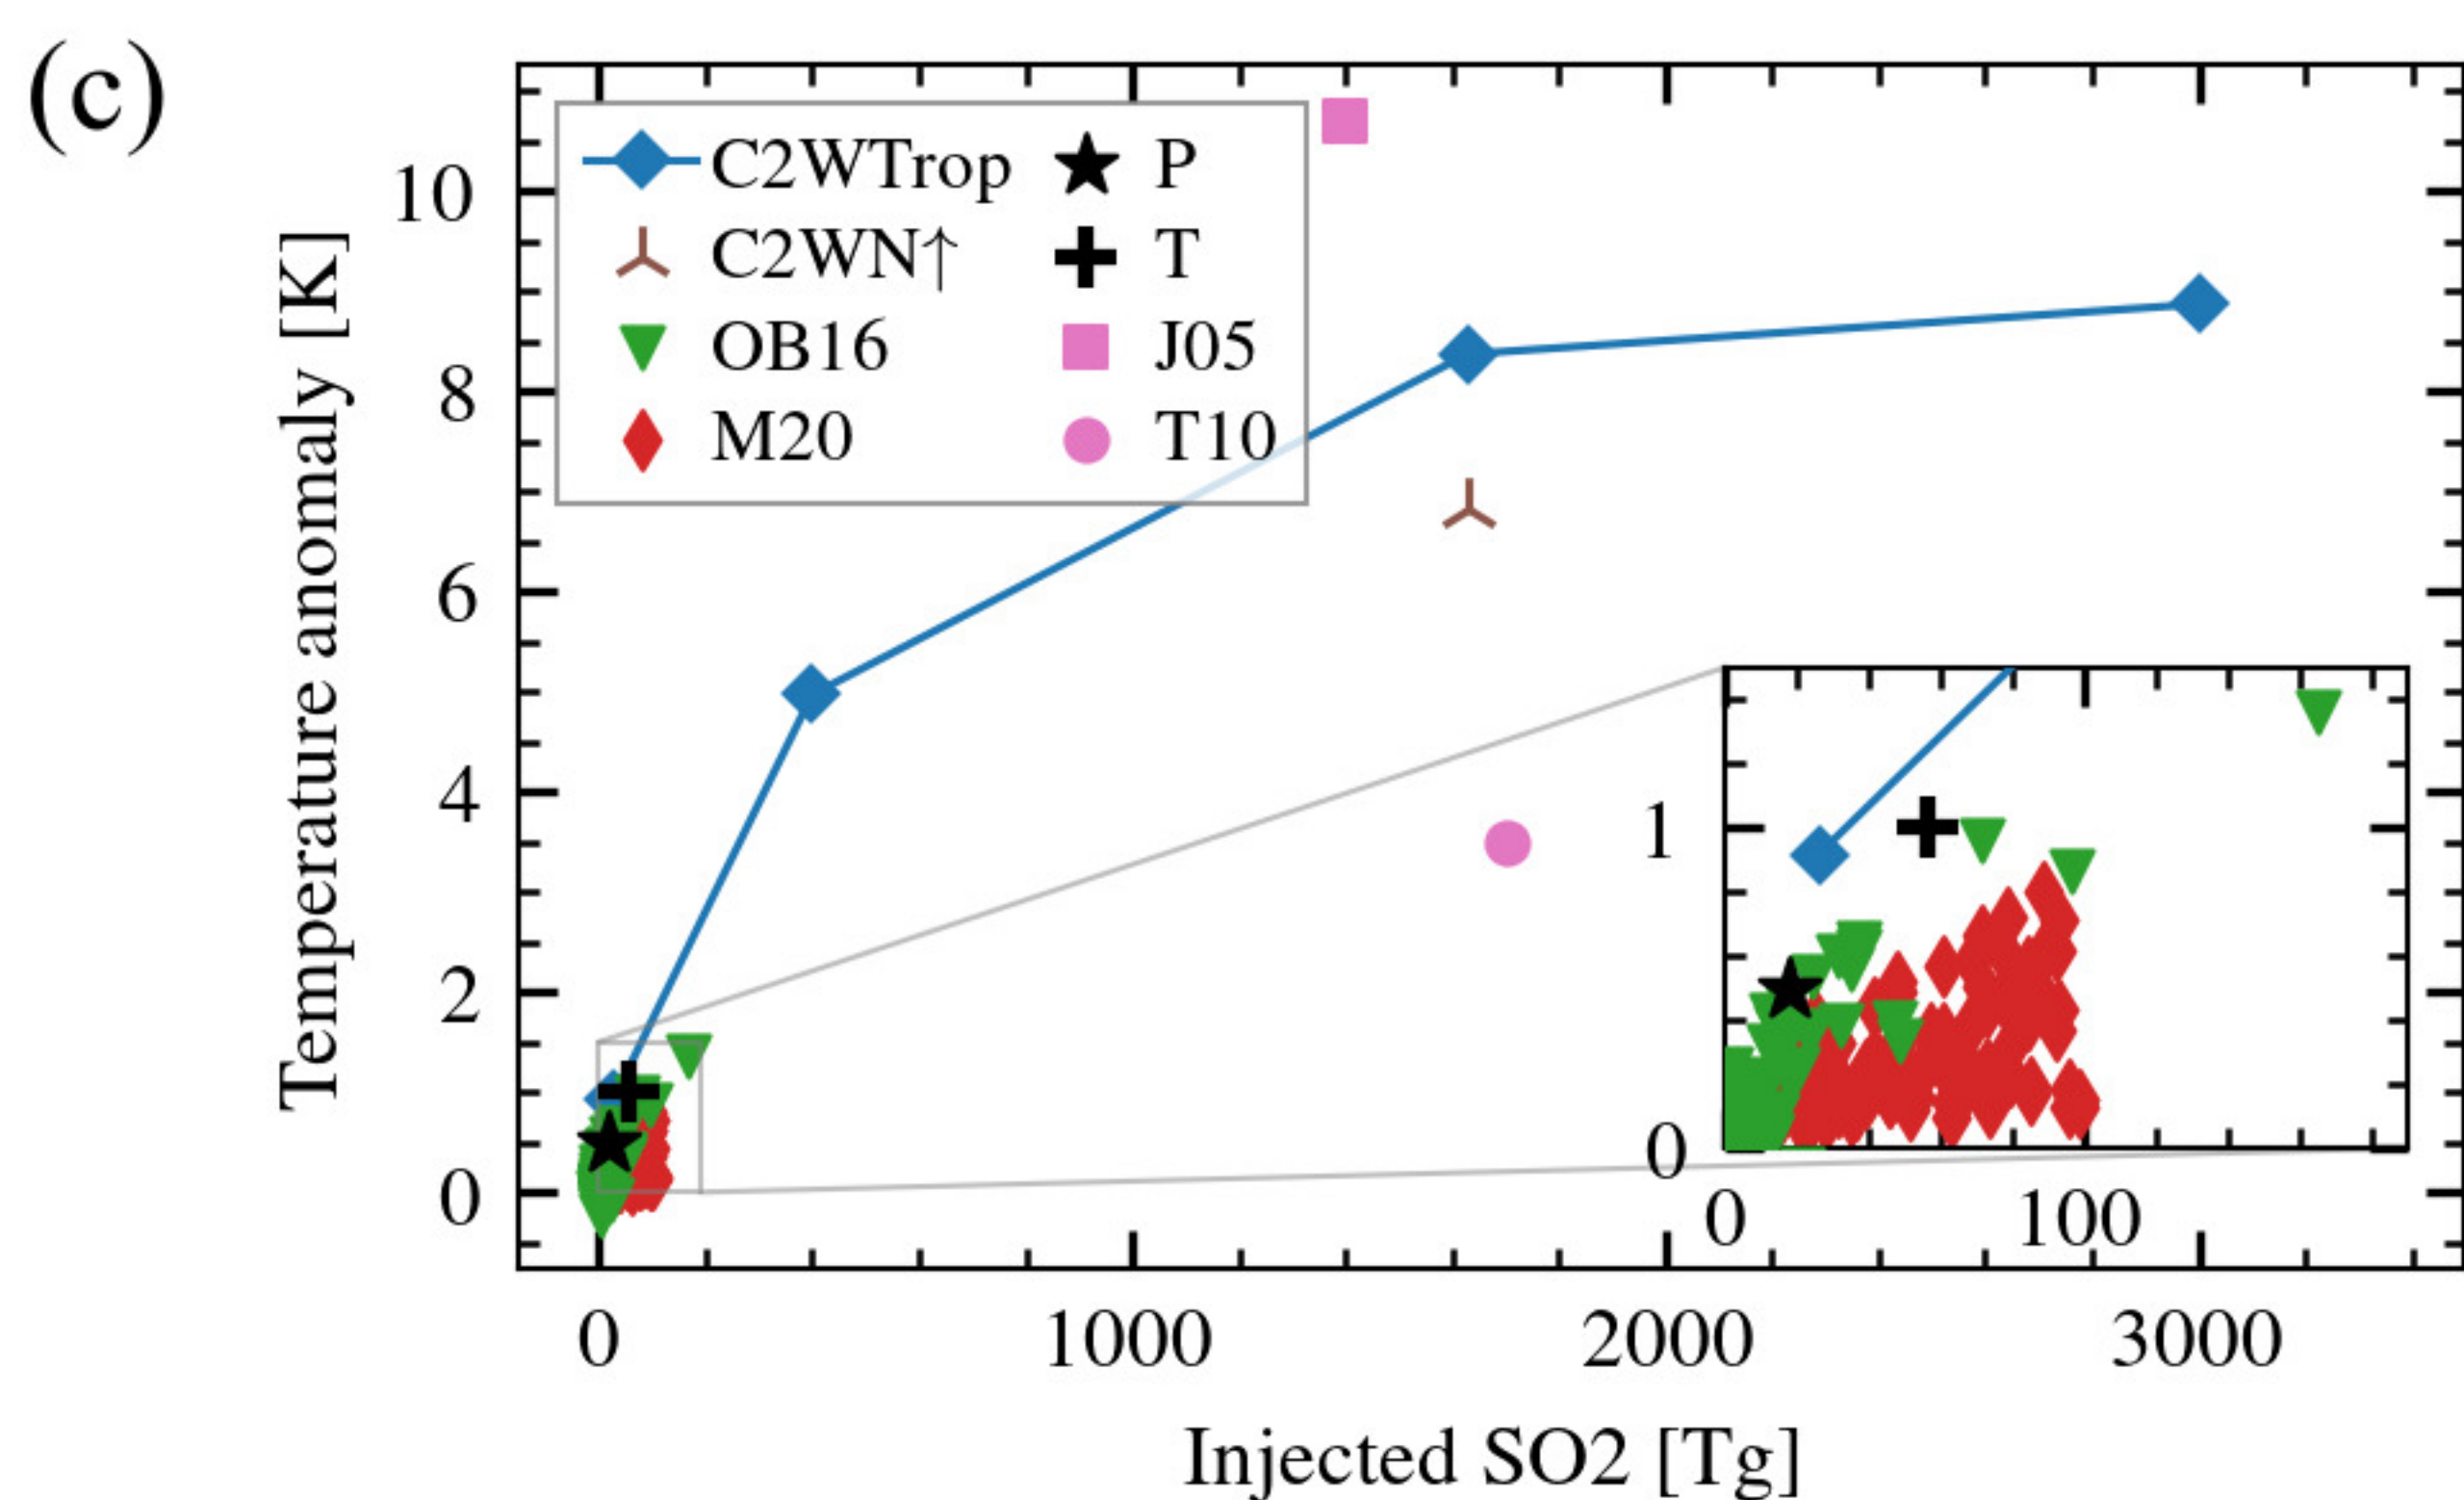 (c)
Temperature anomaly [K]
10
8
6
4
2
0
C2WTrop
C2WN↑
OB16
M20
P
T
J05
T10
1
0
0 100
0 1000 2000 3000
Injected SO2 [Tg]